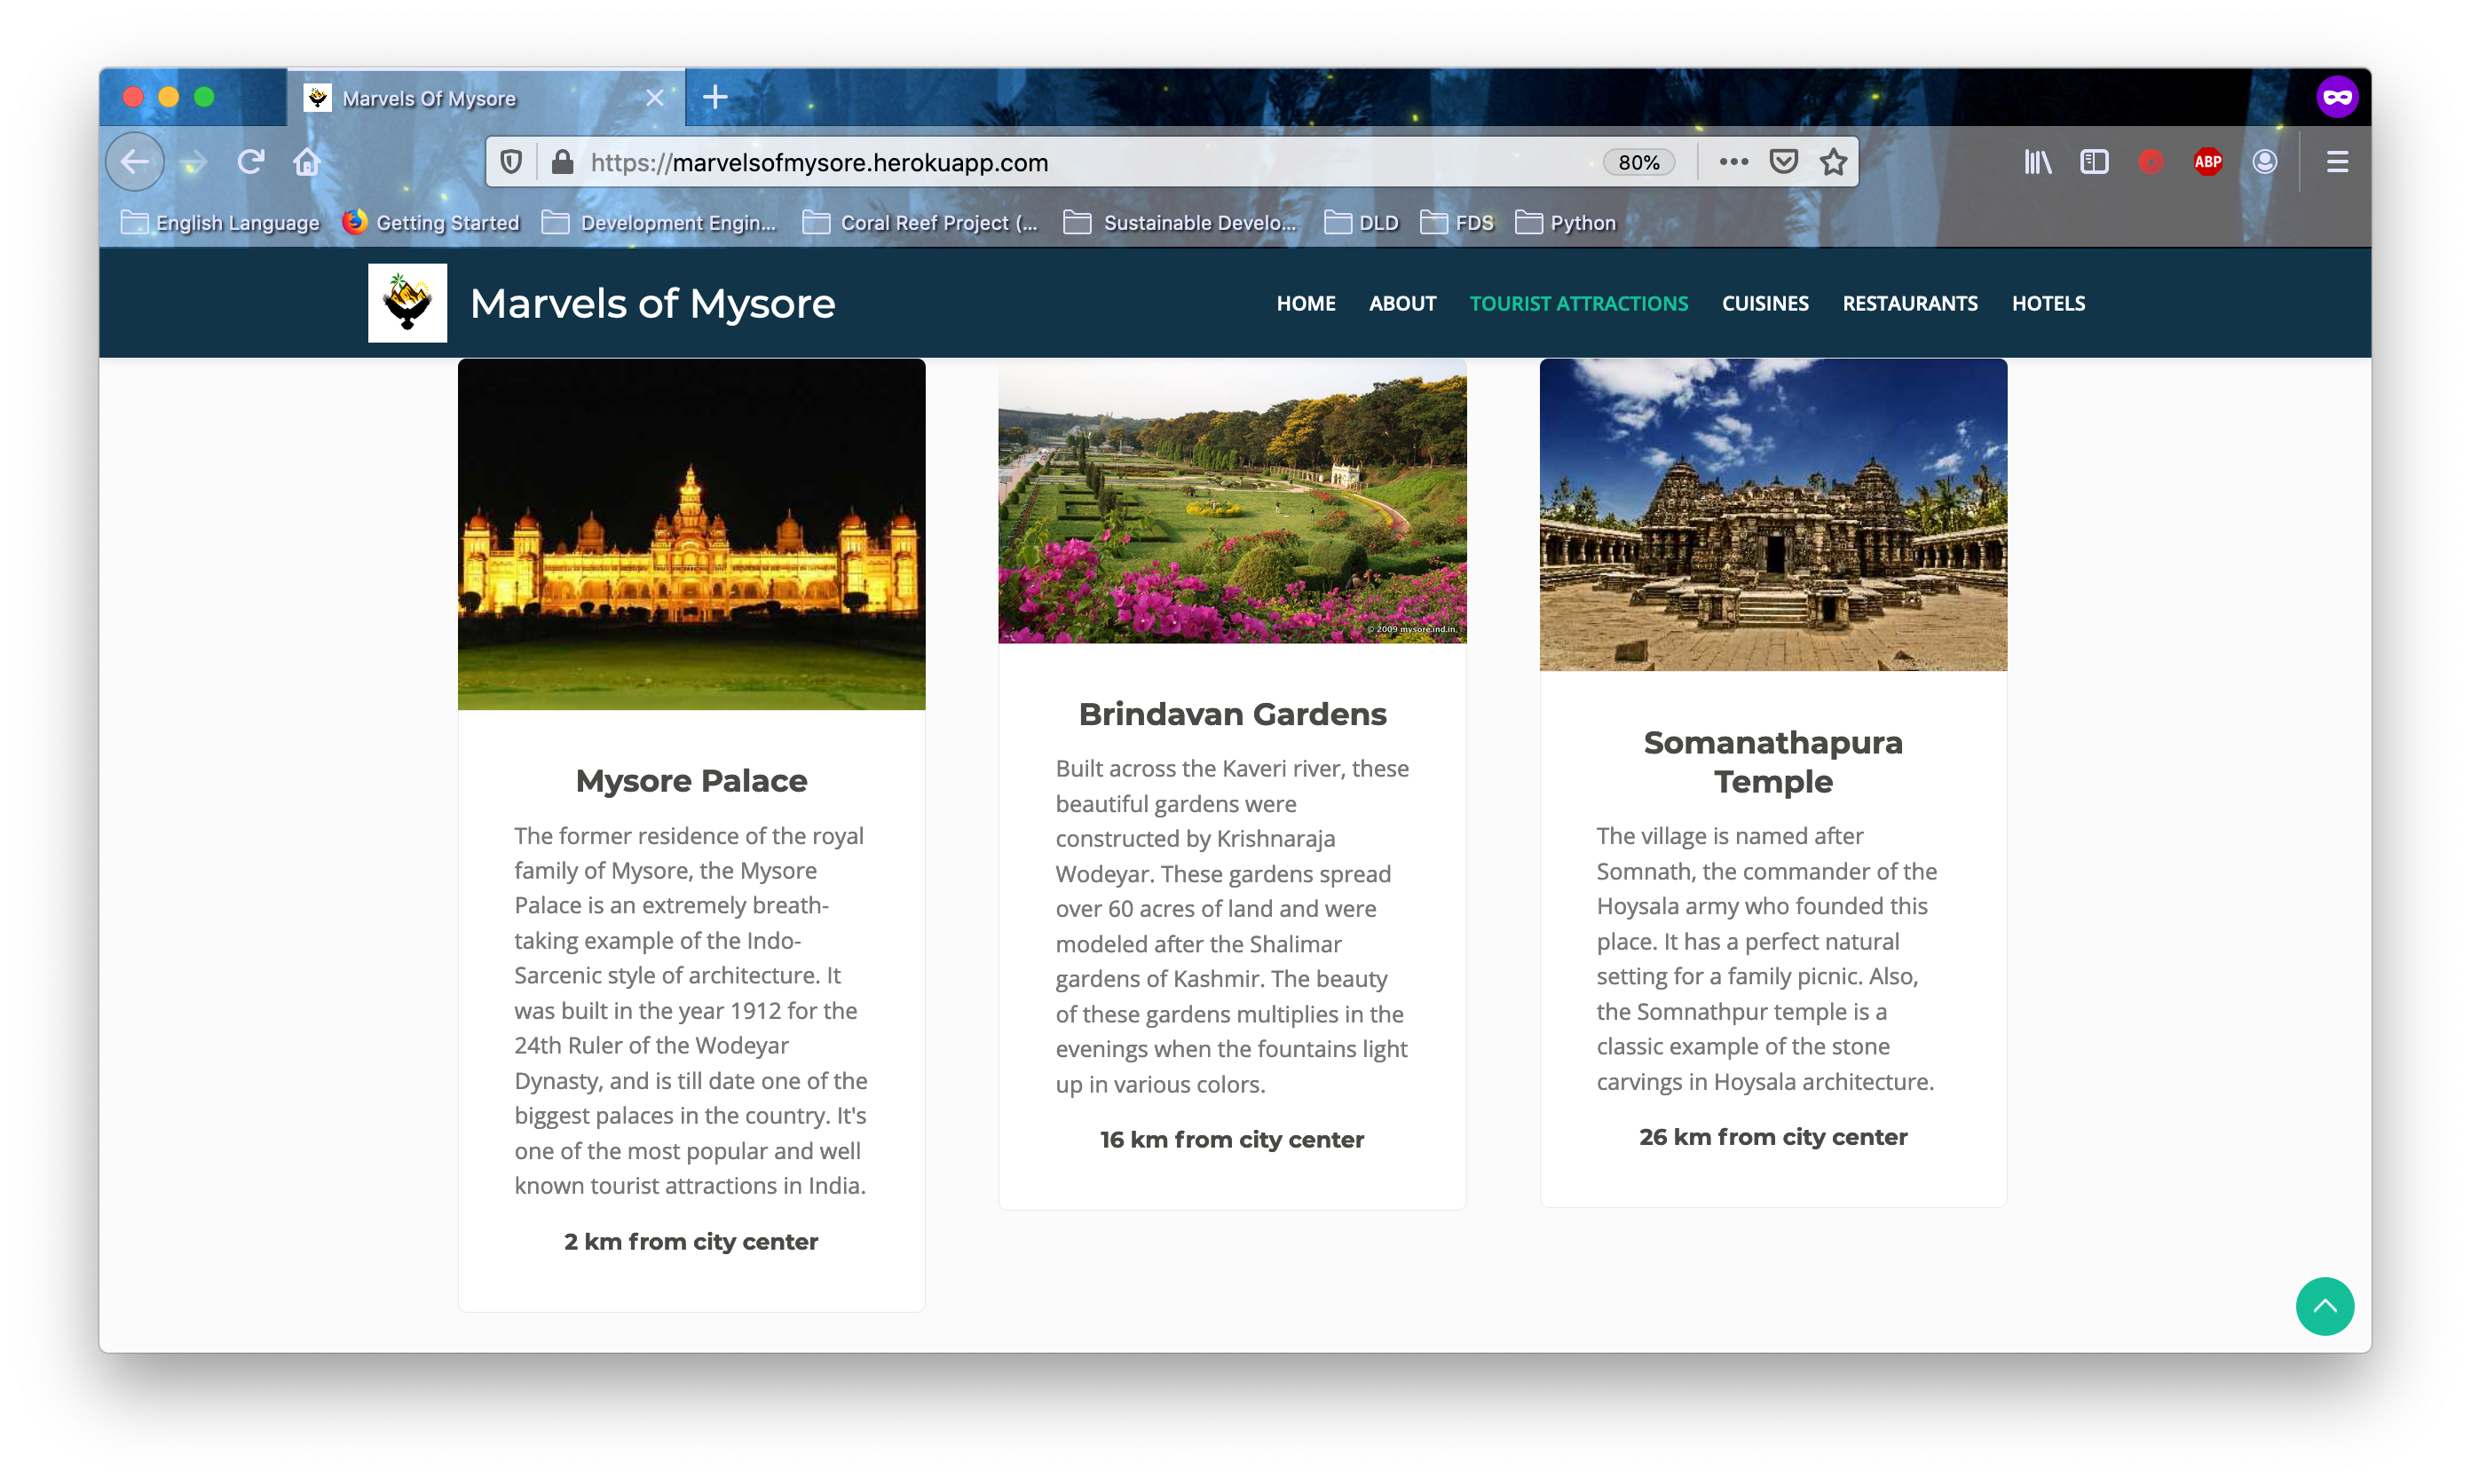 Marvels Of Mysore
https://marvelsofmysore.herokuapp.com
80%
ABP
English Language
Getting Started
Development Engin...
Coral Reef Project (...
Sustainable Develo...
DLD
FDS
Python
Marvels of Mysore
HOME
ABOUT
TOURIST ATTRACTIONS
CUISINES
RESTAURANTS
HOTELS
Mysore Palace
The former residence of the royal
family of Mysore, the Mysore
Palace is an extremely breath-
taking example of the Indo-
Sarcenic style of architecture. It
was built in the year 1912 for the
24th Ruler of the Wodeyar
Dynasty, and is till date one of the
biggest palaces in the country. It's
one of the most popular and well
known tourist attractions in India.
2 km from city center
© 2009 mysore.ind.in
Brindavan Gardens
Built across the Kaveri river, these
beautiful gardens were
constructed by Krishnaraja
Wodeyar. These gardens spread
over 60 acres of land and were
modeled after the Shalimar
gardens of Kashmir. The beauty
of these gardens multiplies in the
evenings when the fountains light
up in various colors.
16 km from city center
Somanathapura
Temple
The village is named after
Somnath, the commander of the
Hoysala army who founded this
place. It has a perfect natural
setting for a family picnic. Also,
the Somnathpur temple is a
classic example of the stone
carvings in Hoysala architecture.
26 km from city center